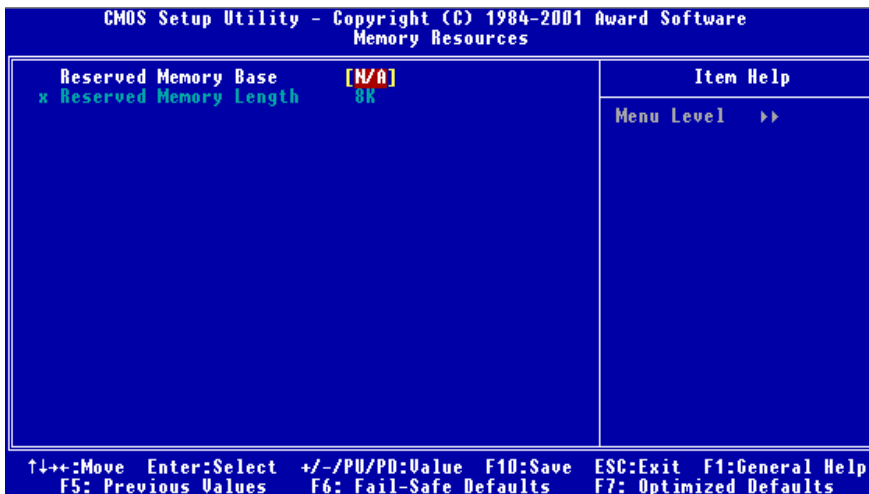 CMOS Setup Utility - Copyright (C) 1984-2001 Award Software
Memory Resources
Reserved Memory Base [N/A]
x Reserved Memory Length 8K
Item Help
Menu Level ▸▸
↑↓→←:Move Enter:Select +/-/PU/PD:Value F10:Save ESC:Exit F1:General Help
F5: Previous Values F6: Fail-Safe Defaults F7: Optimized Defaults